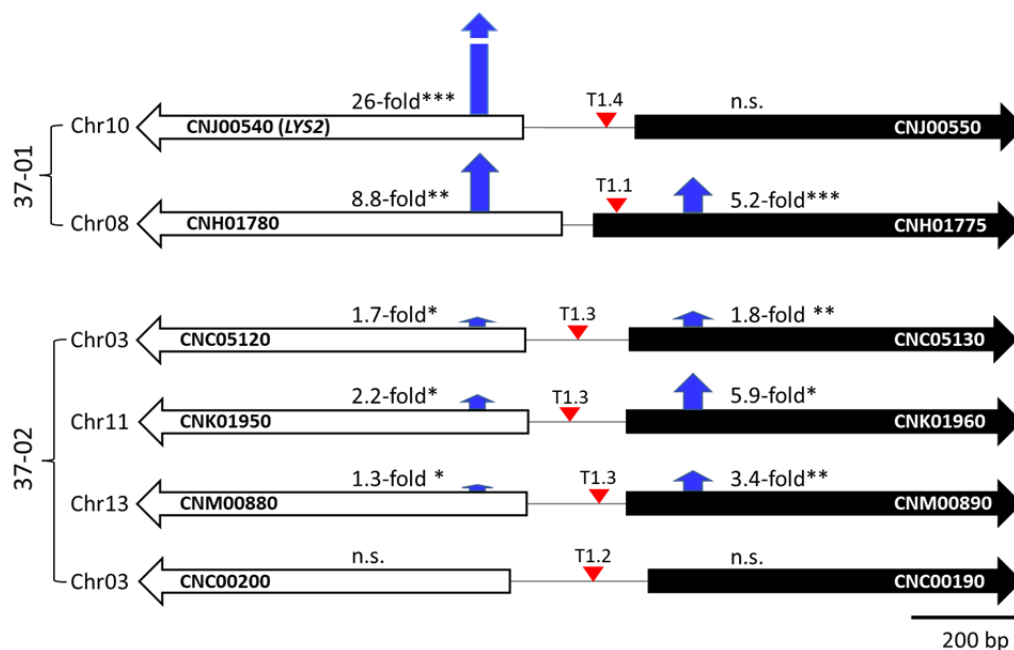 T1.4
26-fold*** n.s.
Chr10 CNJ00540 (LYS2) CNJ00550
37-01
T1.1
8.8-fold** 5.2-fold***
Chr08 CNH01780 CNH01775
T1.3
1.7-fold* 1.8-fold **
Chr03 CNC05120 CNC05130
T1.3
2.2-fold* 5.9-fold*
Chr11 CNK01950 CNK01960
37-02
T1.3
1.3-fold * 3.4-fold**
Chr13 CNM00880 CNM00890
n.s. T1.2 n.s.
Chr03 CNC00200 CNC00190
200 bp